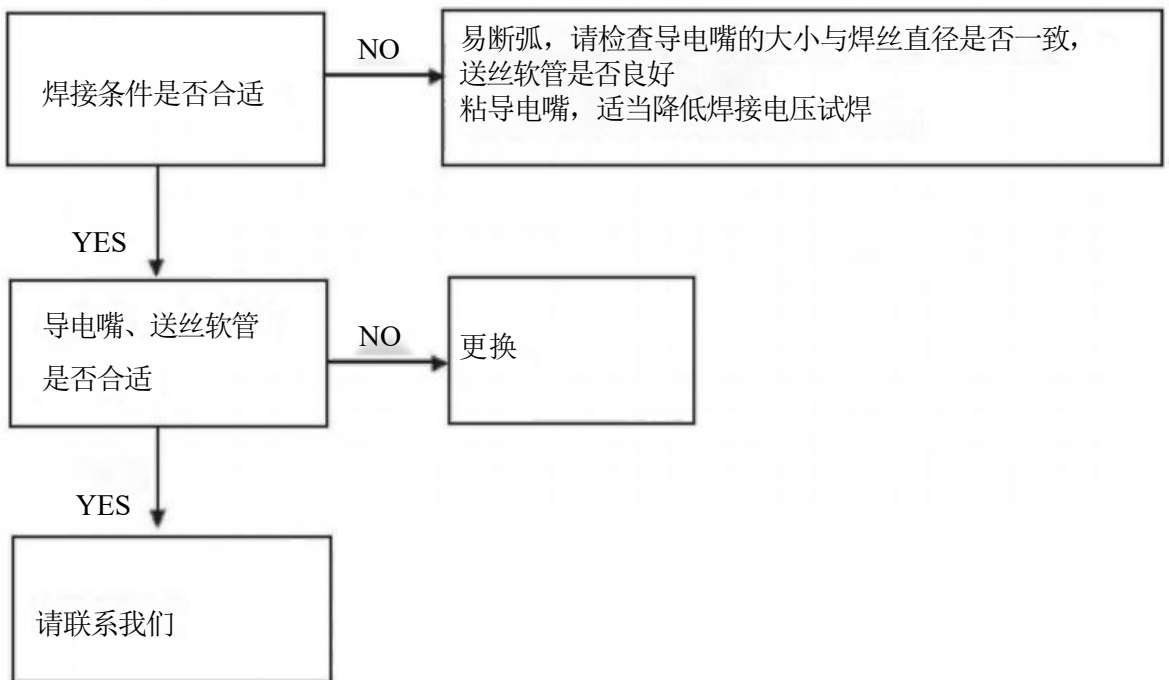 焊接条件是否合适
NO
易断弧，请检查导电嘴的大小与焊丝直径是否一致，
送丝软管是否良好
粘导电嘴，适当降低焊接电压试焊
YES
导电嘴、送丝软管
是否合适
NO
更换
YES
请联系我们